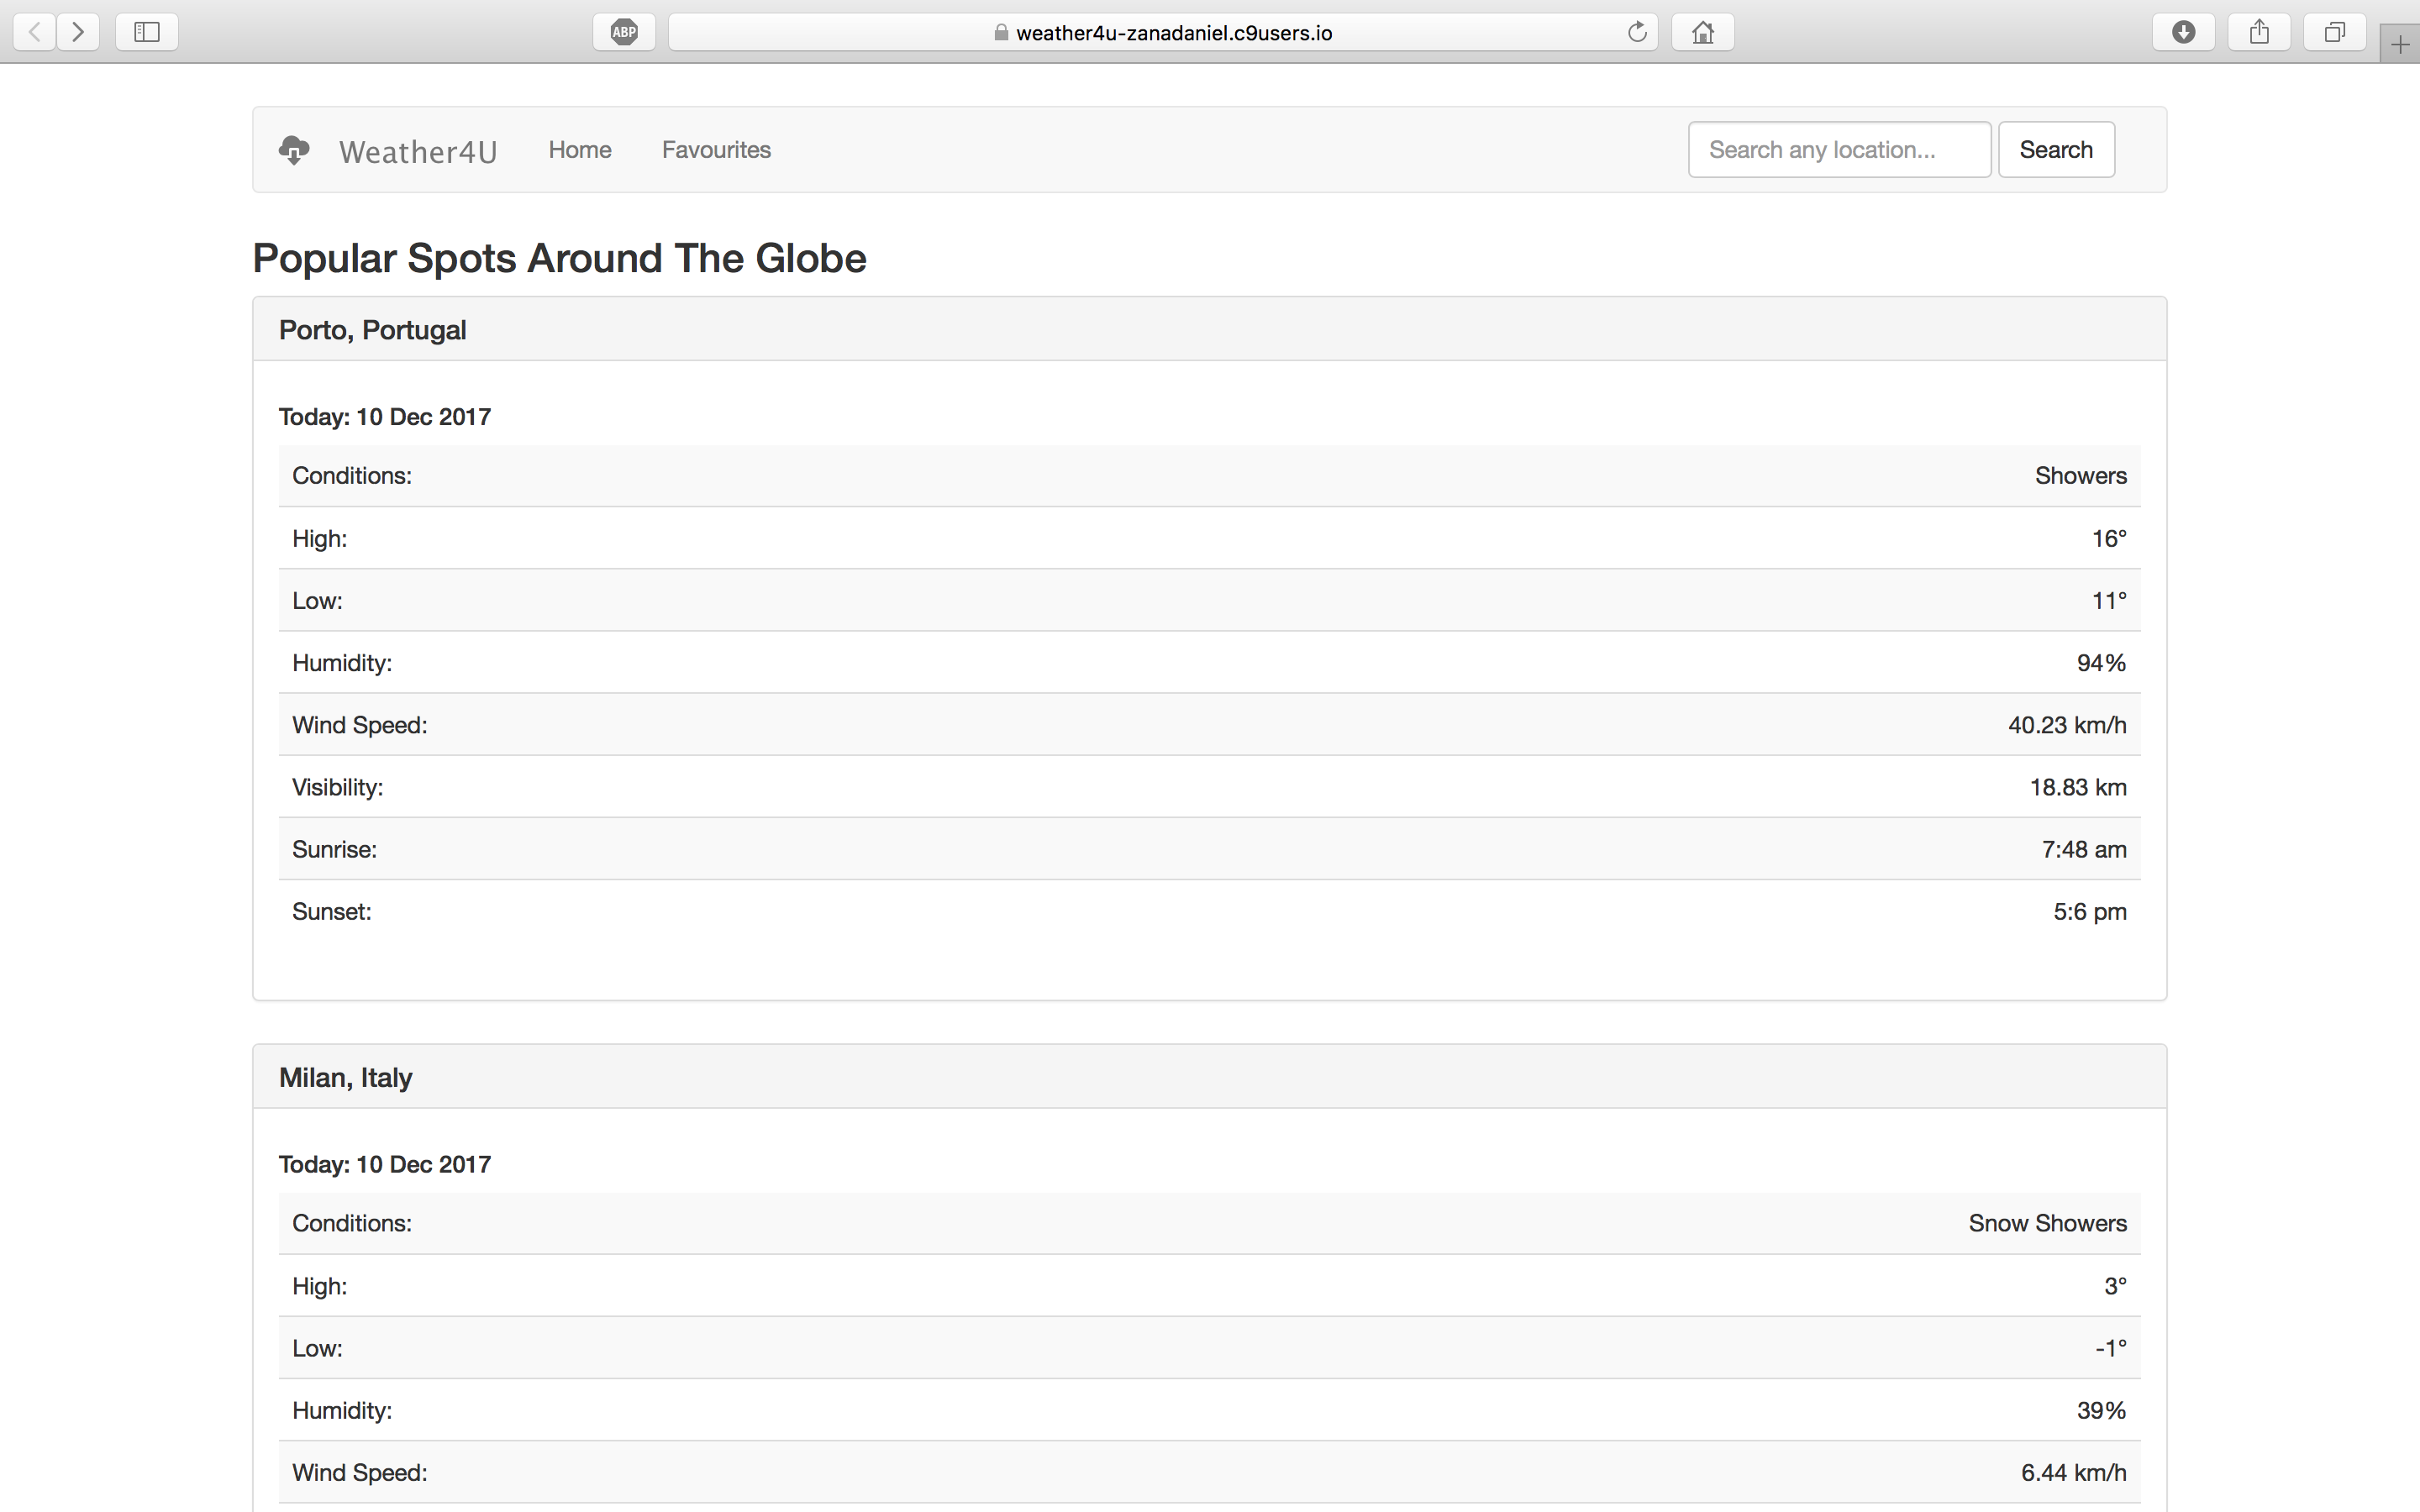 ABP
weather4u-zanadaniel.c9users.io
Weather4U Home Favourites Search any location... Search
Popular Spots Around The Globe
Porto, Portugal
Today: 10 Dec 2017
Conditions: Showers
High: 16°
Low: 11°
Humidity: 94%
Wind Speed: 40.23 km/h
Visibility: 18.83 km
Sunrise: 7:48 am
Sunset: 5:6 pm
Milan, Italy
Today: 10 Dec 2017
Conditions: Snow Showers
High: 3°
Low: -1°
Humidity: 39%
Wind Speed: 6.44 km/h